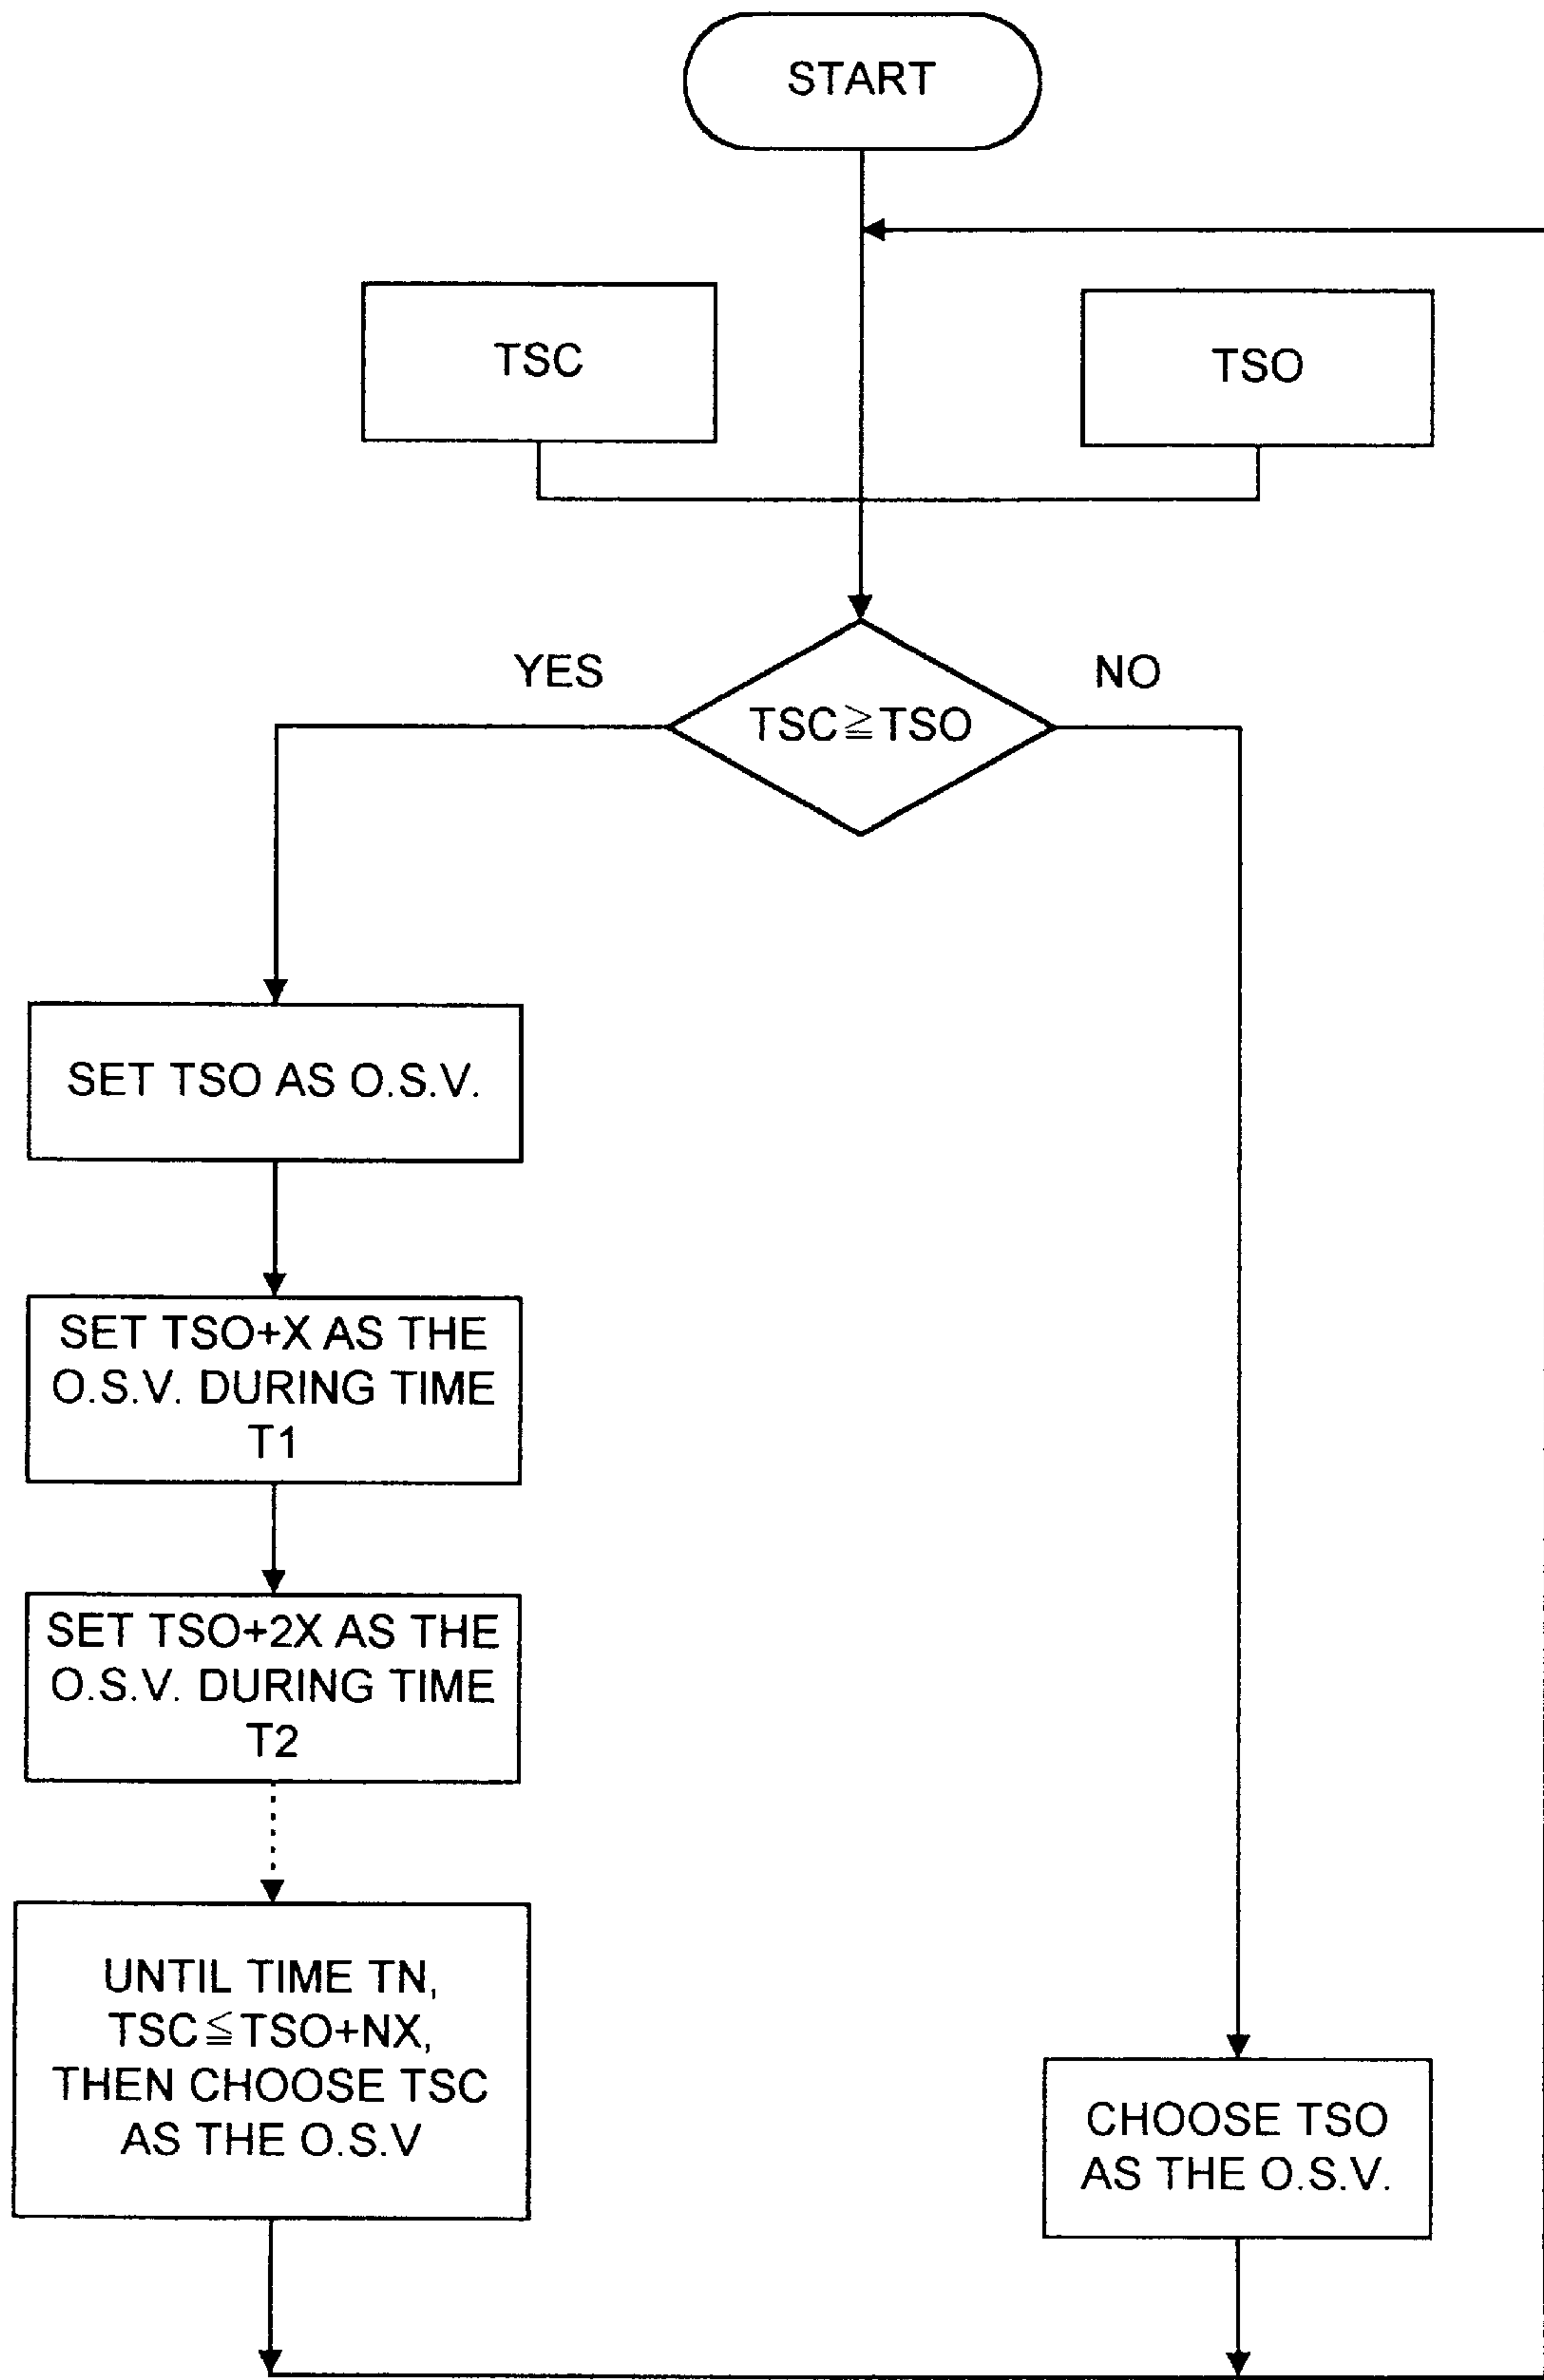 START
TSC
TSO
YES
NO
TSC≧TSO
SET TSO AS O.S.V.
SET TSO+X AS THE
O.S.V. DURING TIME
T1
SET TSO+2X AS THE
O.S.V. DURING TIME
T2
UNTIL TIME TN,
TSC≦TSO+NX,
THEN CHOOSE TSC
AS THE O.S.V
CHOOSE TSO
AS THE O.S.V.